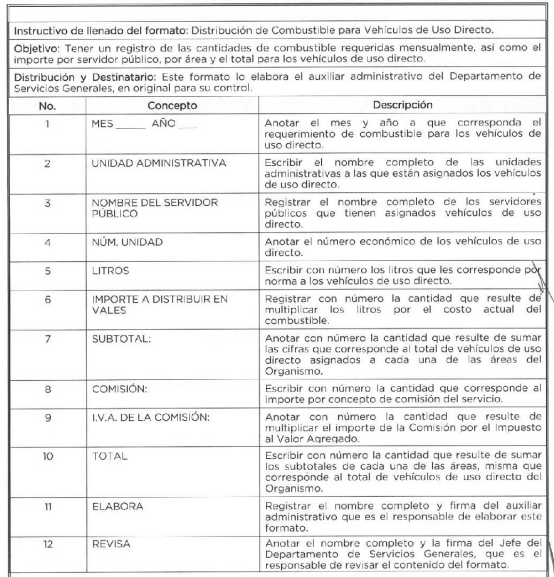 Instructivo de llenado del formato: Distribución de Combustible para Vehículos de Uso Directo.
Objetivo: Tener un registro de las cantidades de combustible requeridas mensualmente, así como el
importe por servidor público, por área y el total para los vehículos de uso directo.
Distribución y Destinatario: Este formato lo elabora el auxiliar administrativo del Departamento de
Servicios Generales, en original para su control.
No. Concepto Descripción
1 MES _____ AÑO ___ Anotar el mes y año a que corresponda el
requerimiento de combustible para los vehículos de
uso directo.
2 UNIDAD ADMINISTRATIVA Escribir el nombre completo de las unidades
administrativas a las que están asignados los vehículos
de uso directo.
3 NOMBRE DEL SERVIDOR Registrar el nombre completo de los servidores
PÚBLICO públicos que tienen asignados vehículos de uso
directo.
4 NÚM. UNIDAD Anotar el número económico de los vehículos de uso
directo.
5 LITROS Escribir con número los litros que les corresponde por
norma a los vehículos de uso directo.
6 IMPORTE A DISTRIBUIR EN Registrar con número la cantidad que resulte de
VALES multiplicar los litros por el costo actual del
combustible.
7 SUBTOTAL: Anotar con número la cantidad que resulte de sumar
las cifras que corresponde al total de vehículos de uso
directo asignados a cada una de las áreas del
Organismo.
8 COMISIÓN: Escribir con número la cantidad que corresponde al
importe por concepto de comisión del servicio.
9 I.V.A. DE LA COMISIÓN: Anotar con número la cantidad que resulte de
multiplicar el importe de la Comisión por el Impuesto
al Valor Agregado.
10 TOTAL Escribir con número la cantidad que resulte de sumar
los subtotales de cada una de las áreas, misma que
corresponde al total de vehículos de uso directo del
Organismo.
11 ELABORA Registrar el nombre completo y firma del auxiliar
administrativo que es el responsable de elaborar este
formato.
12 REVISA Anotar el nombre completo y la firma del Jefe del
Departamento de Servicios Generales, que es el
responsable de revisar el contenido del formato.